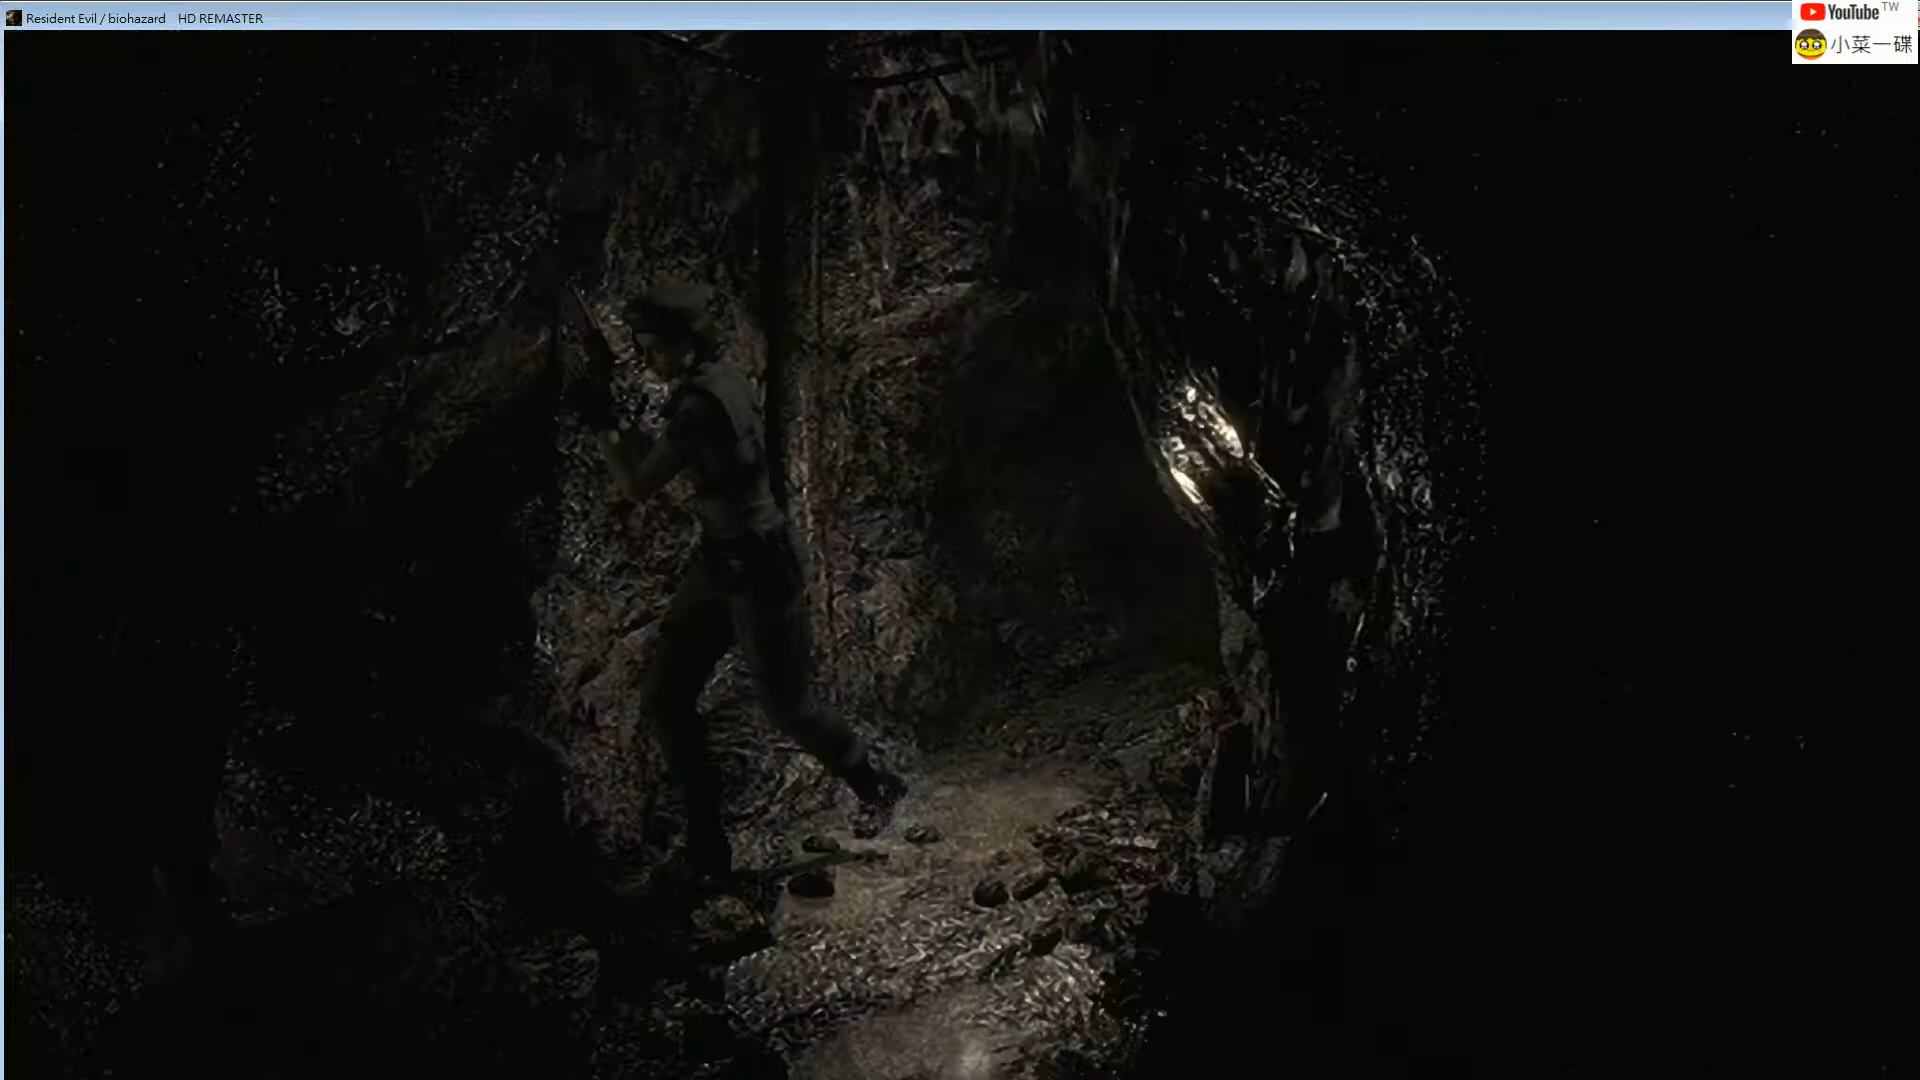 Resident Evil / biohazard HD REMASTER
YouTube TW
小菜一碟